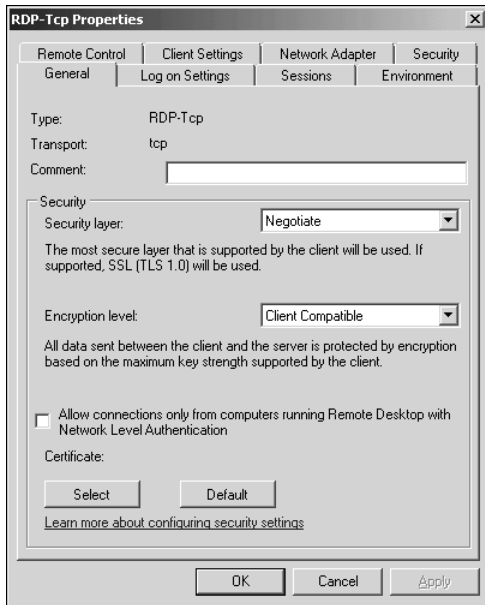 RDP-Tcp Properties
Remote Control Client Settings Network Adapter Security
General Log on Settings Sessions Environment
Type: RDP-Tcp
Transport: tcp
Comment:
Security
Security layer: Negotiate
The most secure layer that is supported by the client will be used. If
supported, SSL (TLS 1.0) will be used.
Encryption level: Client Compatible
All data sent between the client and the server is protected by encryption
based on the maximum key strength supported by the client.
Allow connections only from computers running Remote Desktop with
Network Level Authentication
Certificate:
Select Default
Learn more about configuring security settings
OK Cancel Apply